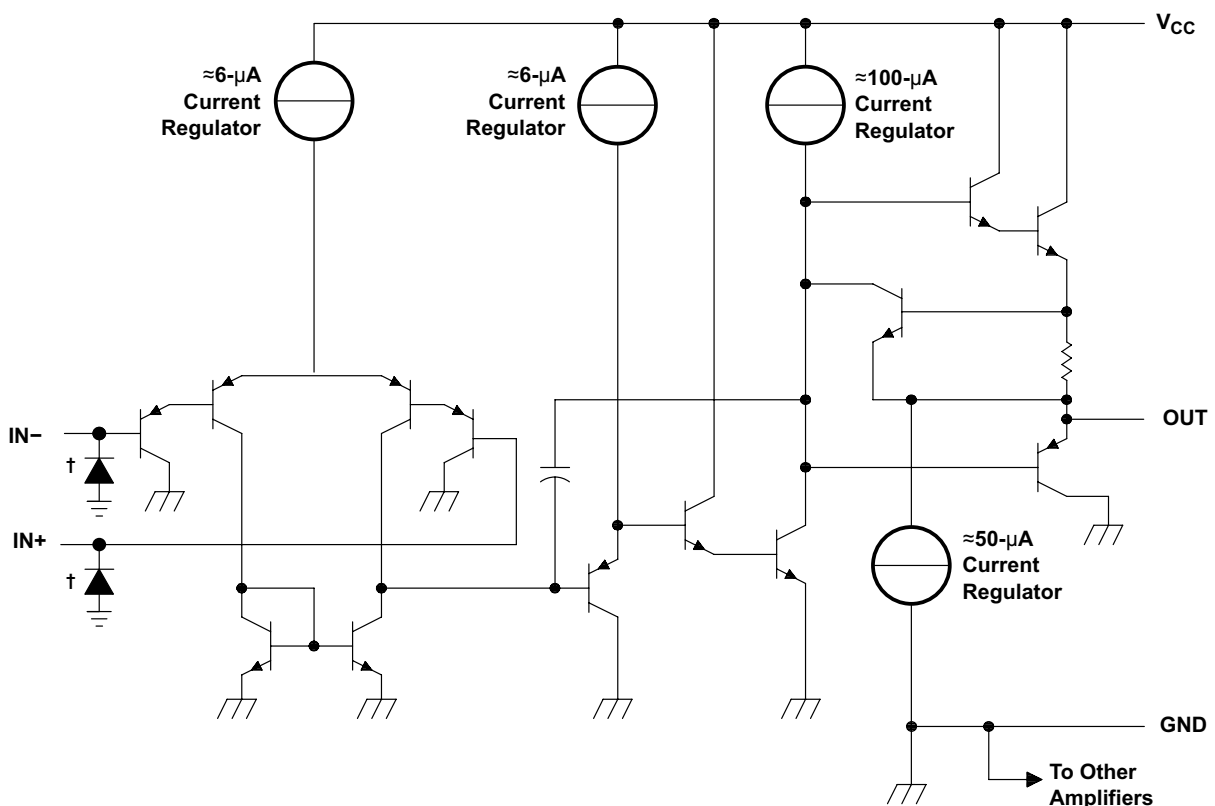 VCC
≈6-µA
Current
Regulator
≈6-µA
Current
Regulator
≈100-µA
Current
Regulator
IN−
†
OUT
IN+
†
≈50-µA
Current
Regulator
GND
To Other
Amplifiers